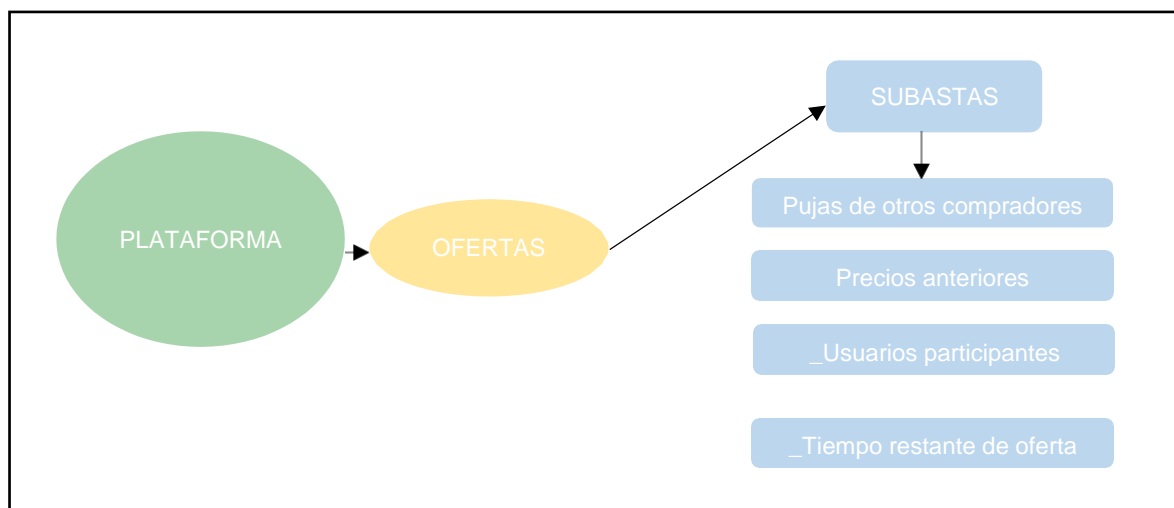 PLATAFORMA
OFERTAS
SUBASTAS
Pujas de otros compradores
Precios anteriores
_Usuarios participantes
_Tiempo restante de oferta